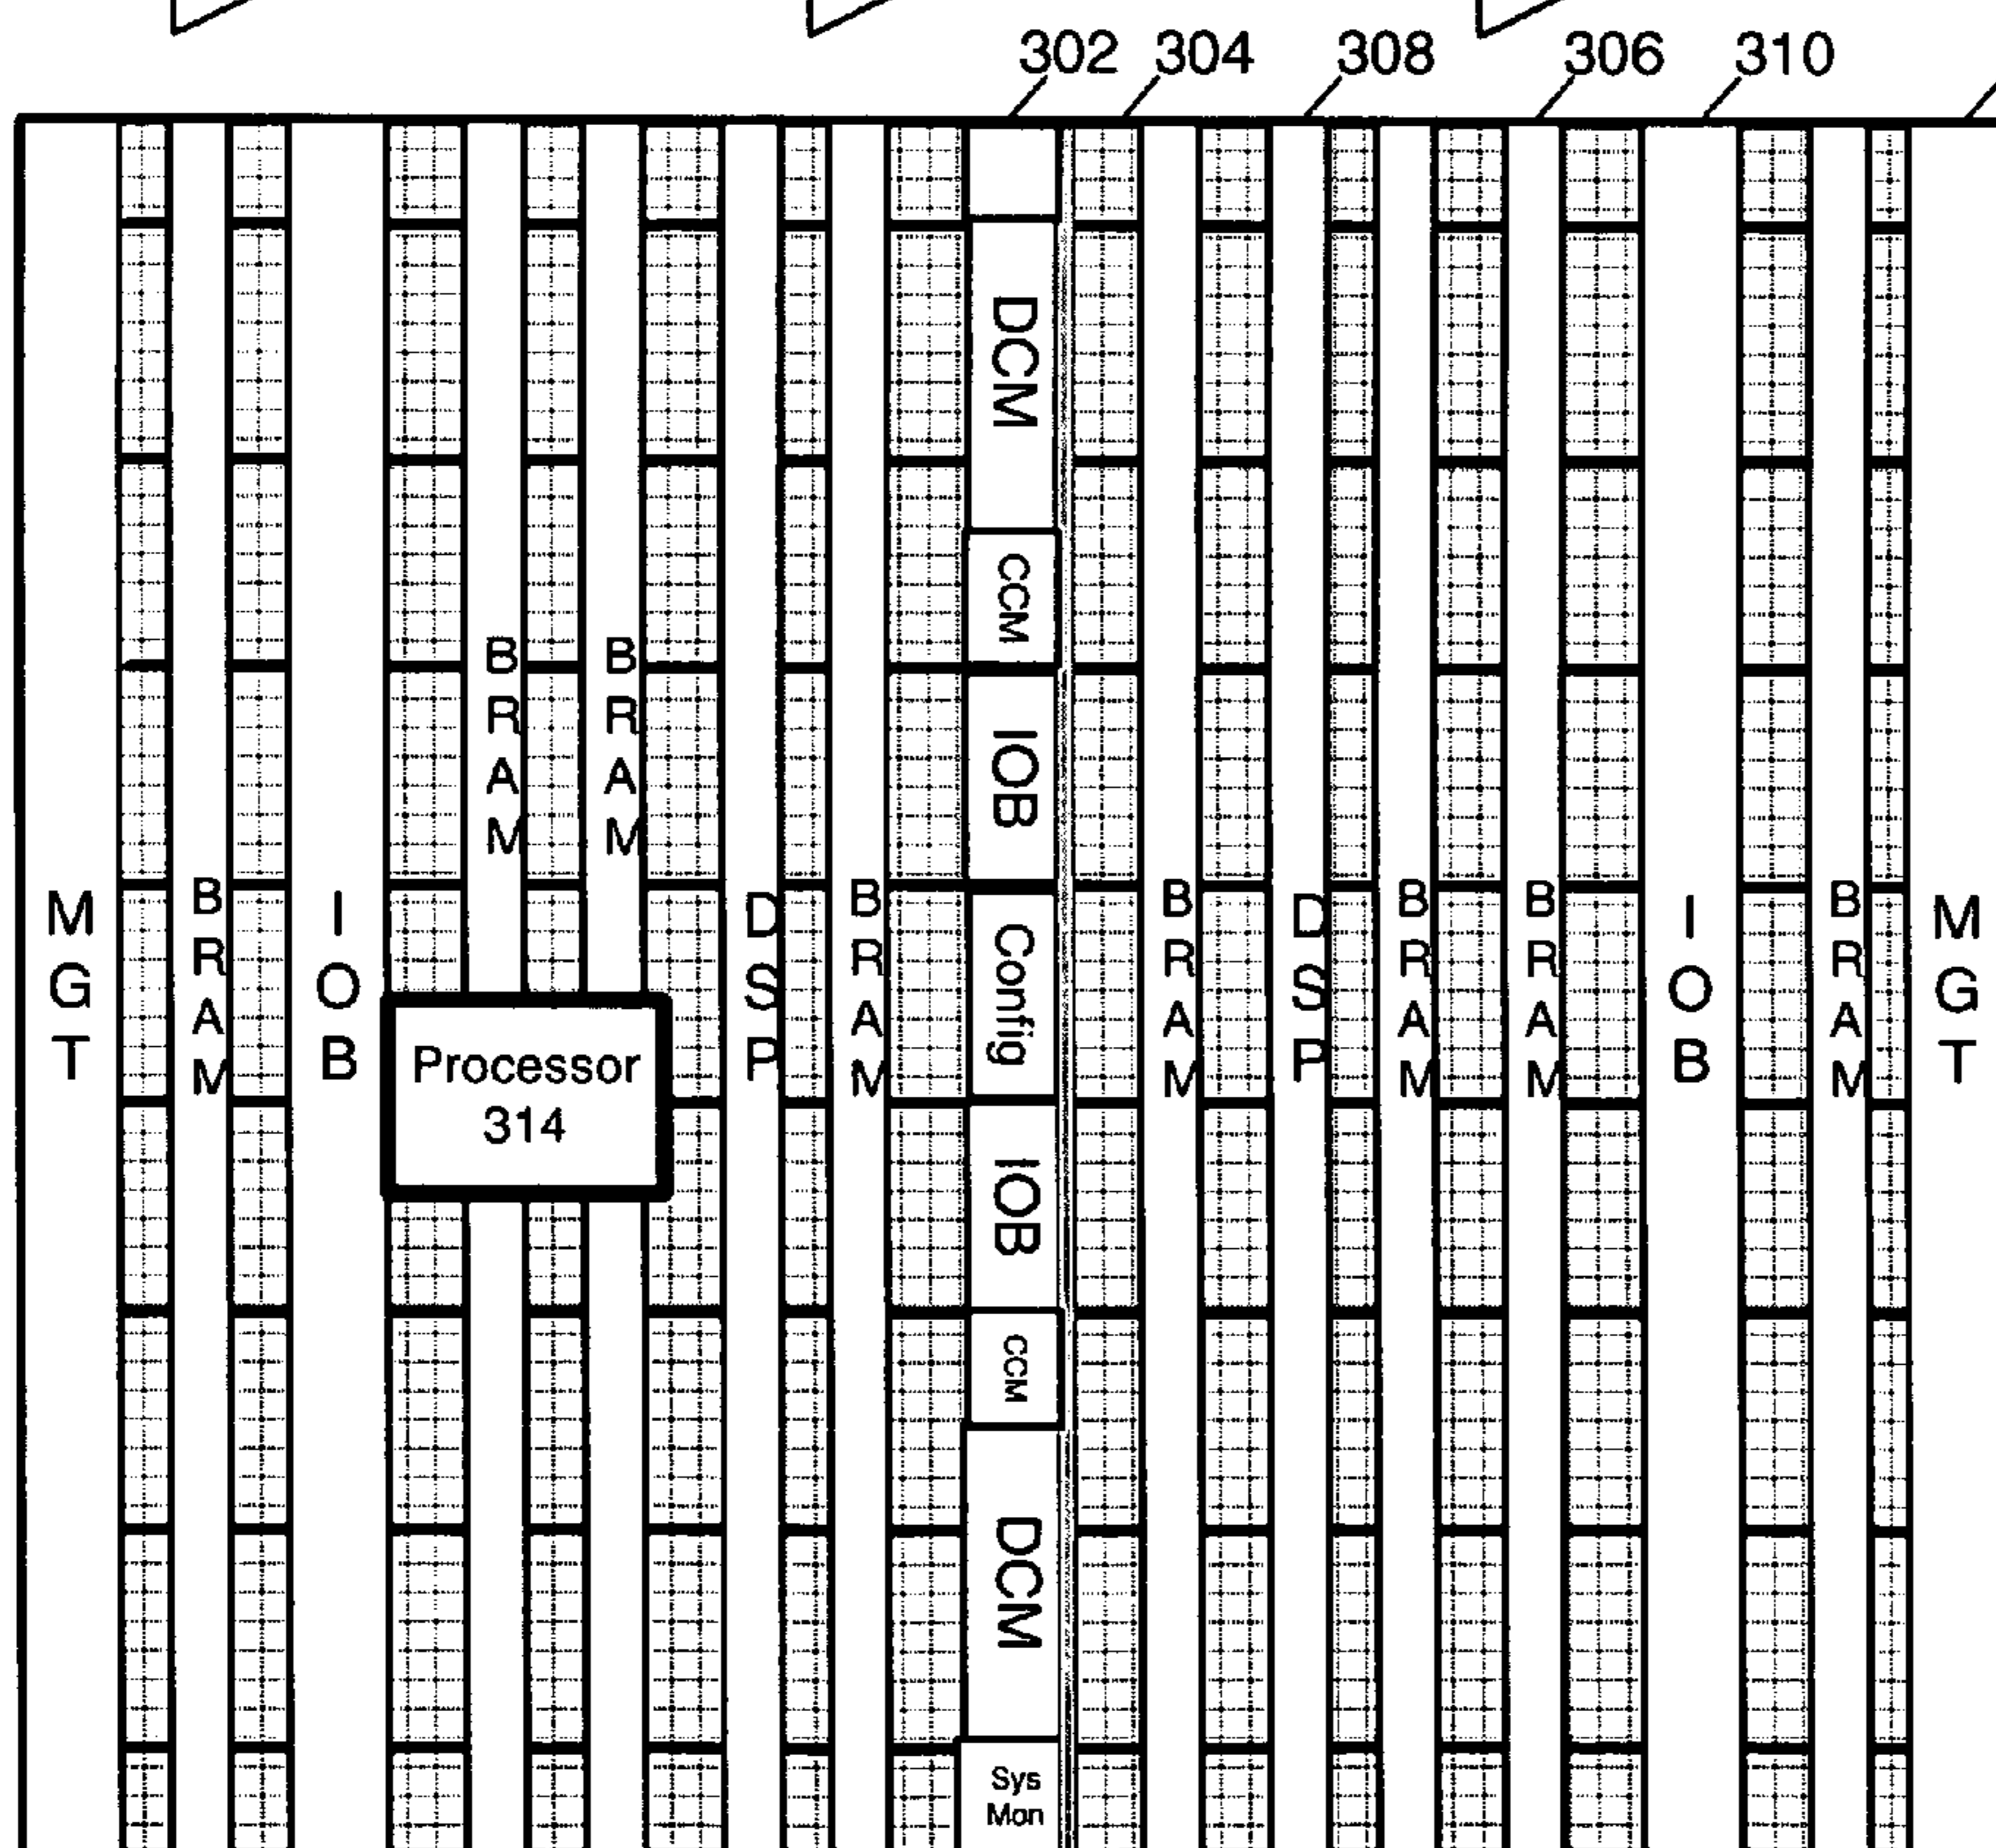 302 304 308 306 310
MGT
BRAM
IOB
BRAM
BRAM
Processor
314
DSP
BRAM
DCM
CCM
IOB
Config
IOB
CCM
DCM
Sys
Mon
BRAM
DSP
BRAM
BRAM
IOB
BRAM
MGT